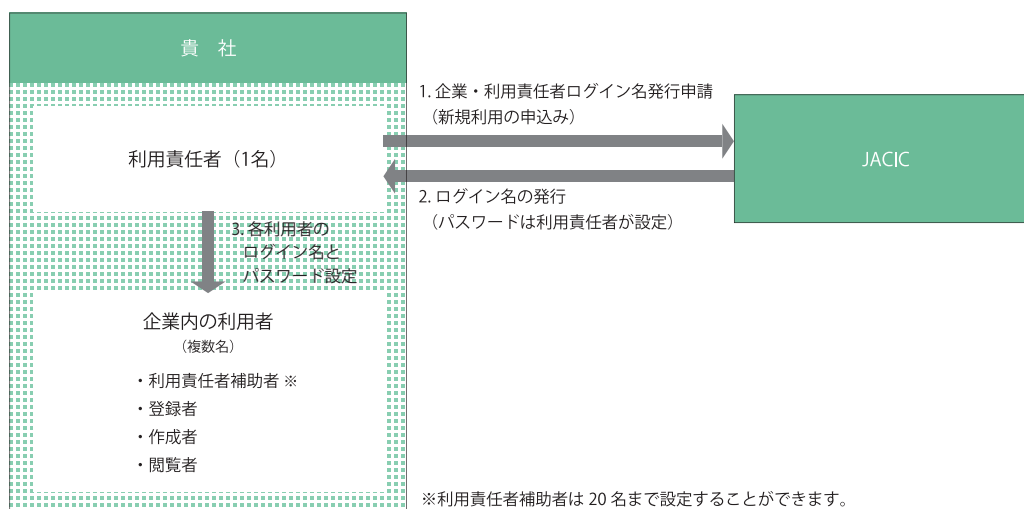 貴　社
利用責任者（1名）
1. 企業・利用責任者ログイン名発行申請
（新規利用の申込み）
JACIC
2. ログイン名の発行
（パスワードは利用責任者が設定）
3. 各利用者の
ログイン名と
パスワード設定
企業内の利用者
（複数名）
・利用責任者補助者 ※
・登録者
・作成者
・閲覧者
※利用責任者補助者は 20 名まで設定することができます。